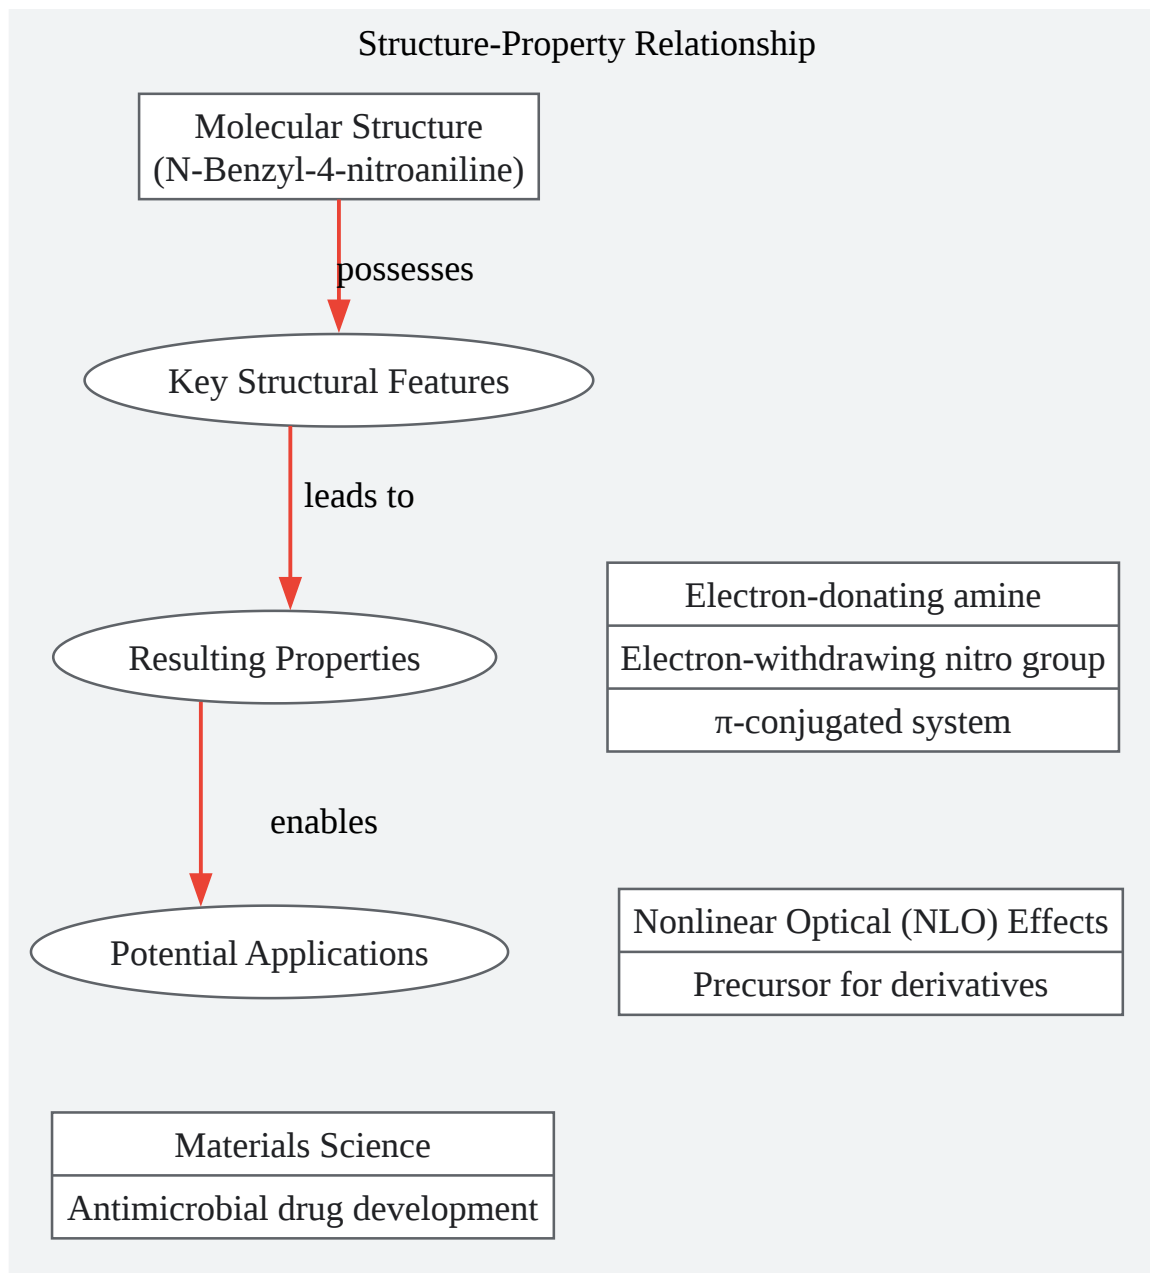 Structure-Property Relationship
Molecular Structure
(N-Benzyl-4-nitroaniline)
possesses
Key Structural Features
leads to
Resulting Properties
Electron-donating amine
Electron-withdrawing nitro group
π-conjugated system
enables
Potential Applications
Nonlinear Optical (NLO) Effects
Precursor for derivatives
Materials Science
Antimicrobial drug development